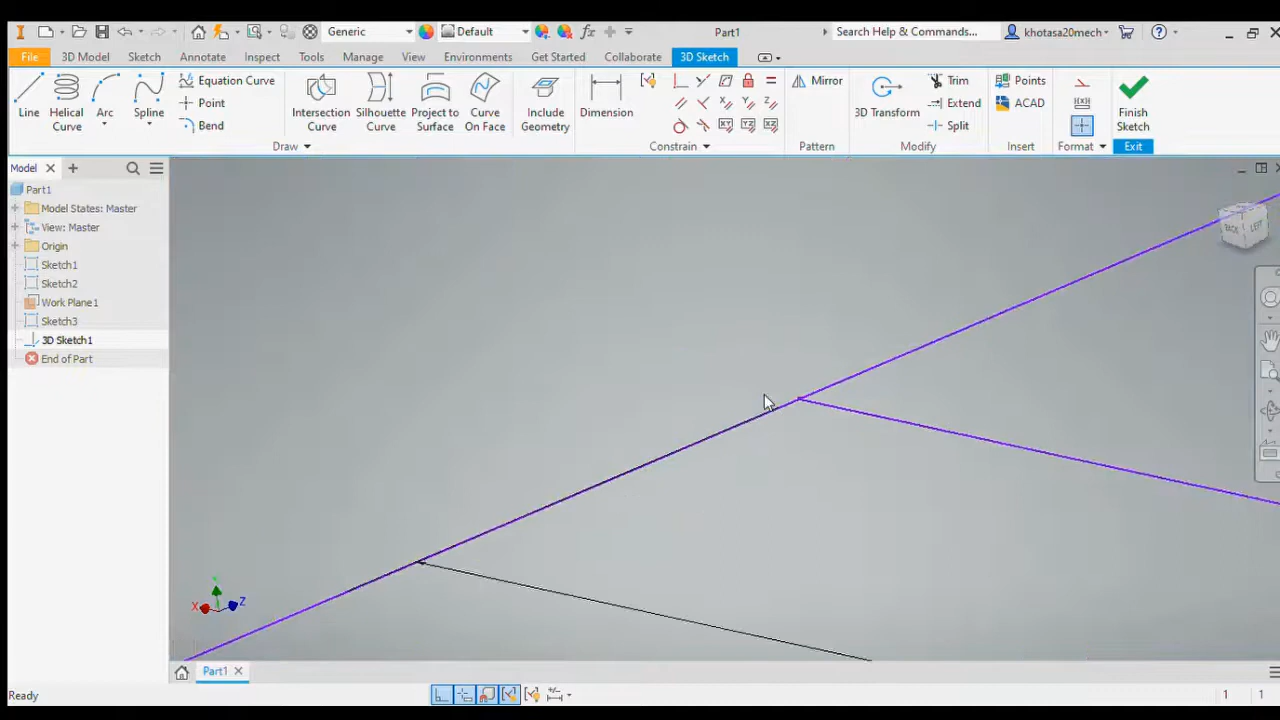 Generic
Default
fx
Part1
Search Help & Commands...
khotasa20mech
File
3D Model
Sketch
Annotate
Inspect
Tools
Manage
View
Environments
Get Started
Collaborate
3D Sketch
Line
Helical
Curve
Arc
Spline
Equation Curve
Point
Bend
Draw
Intersection
Curve
Silhouette
Curve
Project to
Surface
Curve
On Face
Include
Geometry
Dimension
Constrain
Mirror
Pattern
3D Transform
Trim
Extend
Split
Modify
Points
ACAD
Insert
Format
Finish
Sketch
Exit
Model
Part1
Model States: Master
View: Master
Origin
Sketch1
Sketch2
Work Plane1
Sketch3
3D Sketch1
End of Part
BACK
LEFT
X
Z
Part1
Ready
1
1